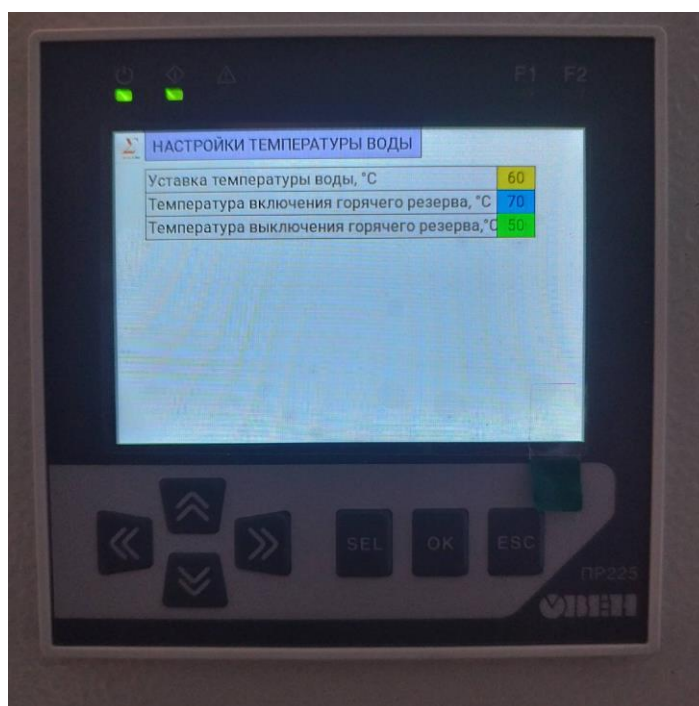 F1 F2
НАСТРОЙКИ ТЕМПЕРАТУРЫ ВОДЫ
Уставка температуры воды, °C 60
Температура включения горячего резерва, °C 70
Температура выключения горячего резерва,°C 50
SEL OK ESC
ПР225
ОВЕН